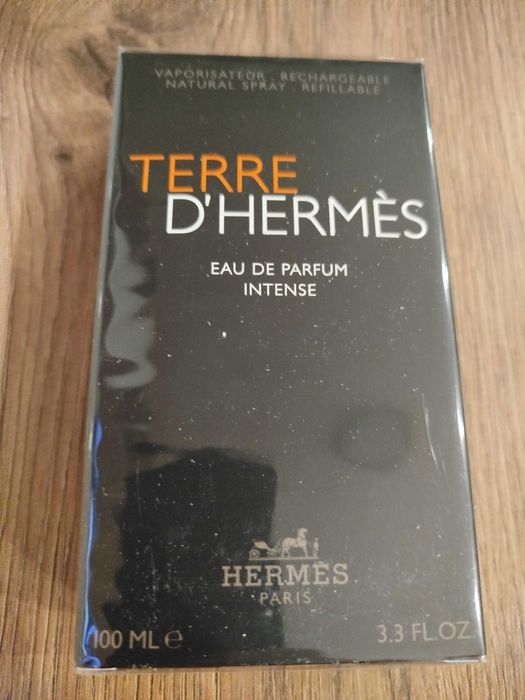 VAPORISATEUR . RECHARGEABLE
NATURAL SPRAY . REFILLABLE
TERRE
D'HERMÈS
EAU DE PARFUM
INTENSE
HERMÈS
PARIS
100 ML e
3.3 FL.OZ.